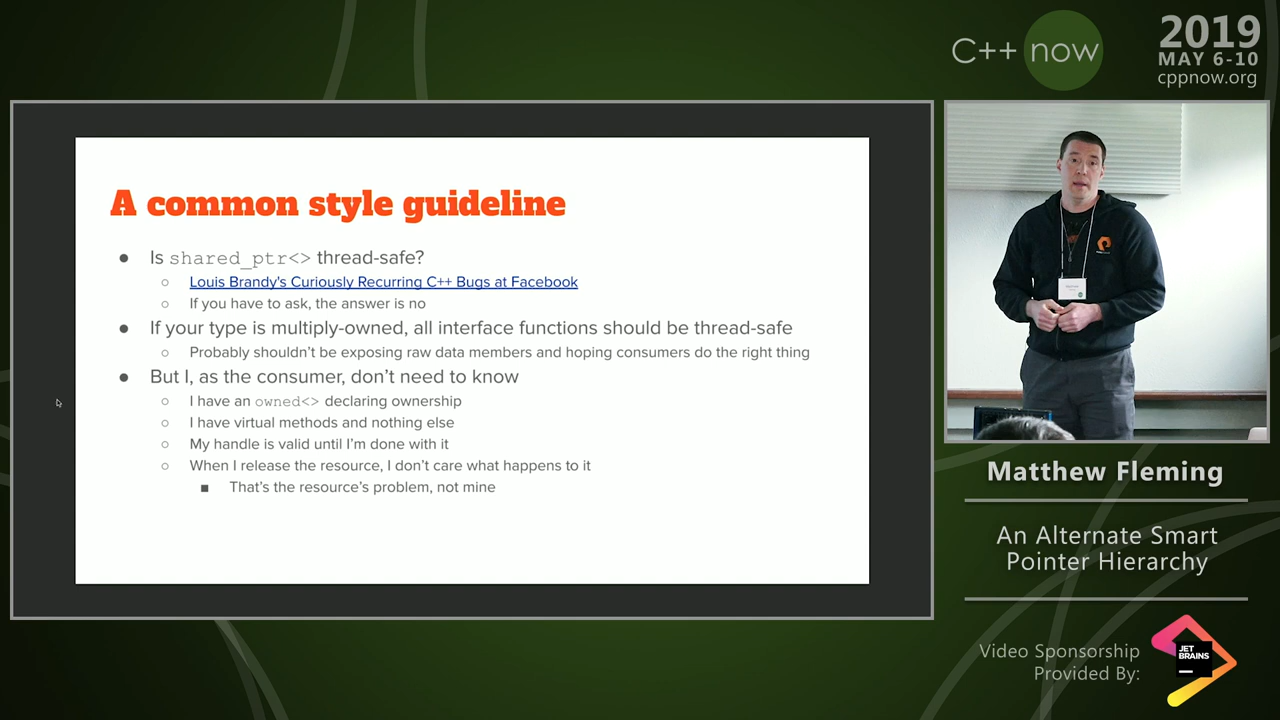 C++ now
2019
MAY 6-10
cppnow.org
A common style guideline
● Is shared_ptr<> thread-safe?
○ Louis Brandy's Curiously Recurring C++ Bugs at Facebook
○ If you have to ask, the answer is no
● If your type is multiply-owned, all interface functions should be thread-safe
○ Probably shouldn't be exposing raw data members and hoping consumers do the right thing
● But I, as the consumer, don't need to know
○ I have an owned<> declaring ownership
○ I have virtual methods and nothing else
○ My handle is valid until I'm done with it
○ When I release the resource, I don't care what happens to it
■ That's the resource's problem, not mine
Matthew Fleming
An Alternate Smart
Pointer Hierarchy
Video Sponsorship
Provided By:
JET
BRAINS